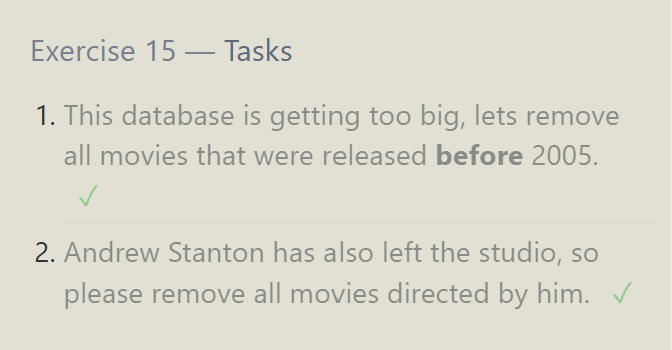 Exercise 15 — Tasks
1. This database is getting too big, lets remove
all movies that were released before 2005.
✓
2. Andrew Stanton has also left the studio, so
please remove all movies directed by him. ✓